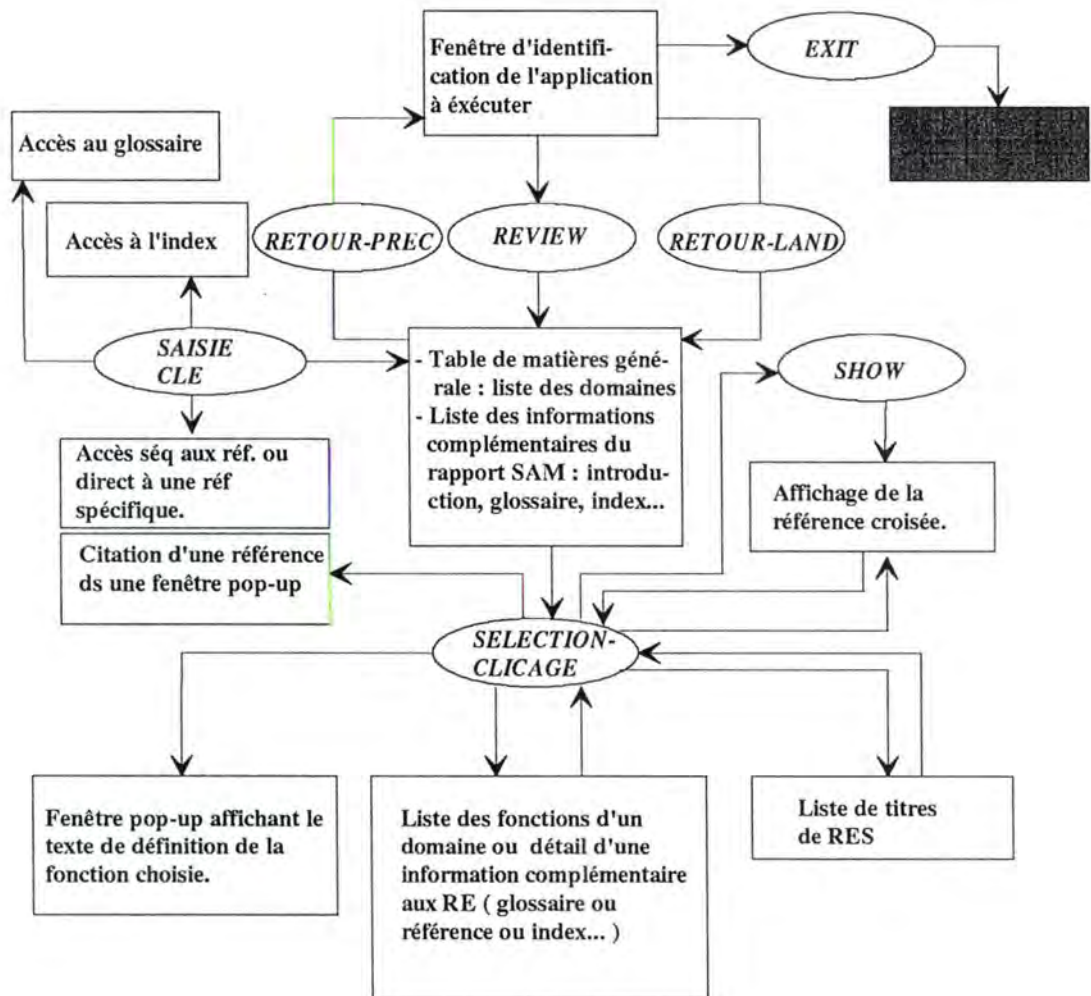 Fenêtre d'identifi-
cation de l'application
à éxécuter
EXIT
Accès au glossaire
Accès à l'index
RETOUR-PREC
REVIEW
RETOUR-LAND
SAISIE
CLE
- Table de matières géné-
rale : liste des domaines
- Liste des informations
complémentaires du
rapport SAM : introdu-
ction, glossaire, index...
SHOW
Accès séq aux réf. ou
direct à une réf
spécifique.
Affichage de la
référence croisée.
Citation d'une référence
ds une fenêtre pop-up
SELECTION-
CLICAGE
Fenêtre pop-up affichant le
texte de définition de la
fonction choisie.
Liste des fonctions d'un
domaine ou détail d'une
information complémentaire
aux RE ( glossaire ou
référence ou index... )
Liste de titres
de RES